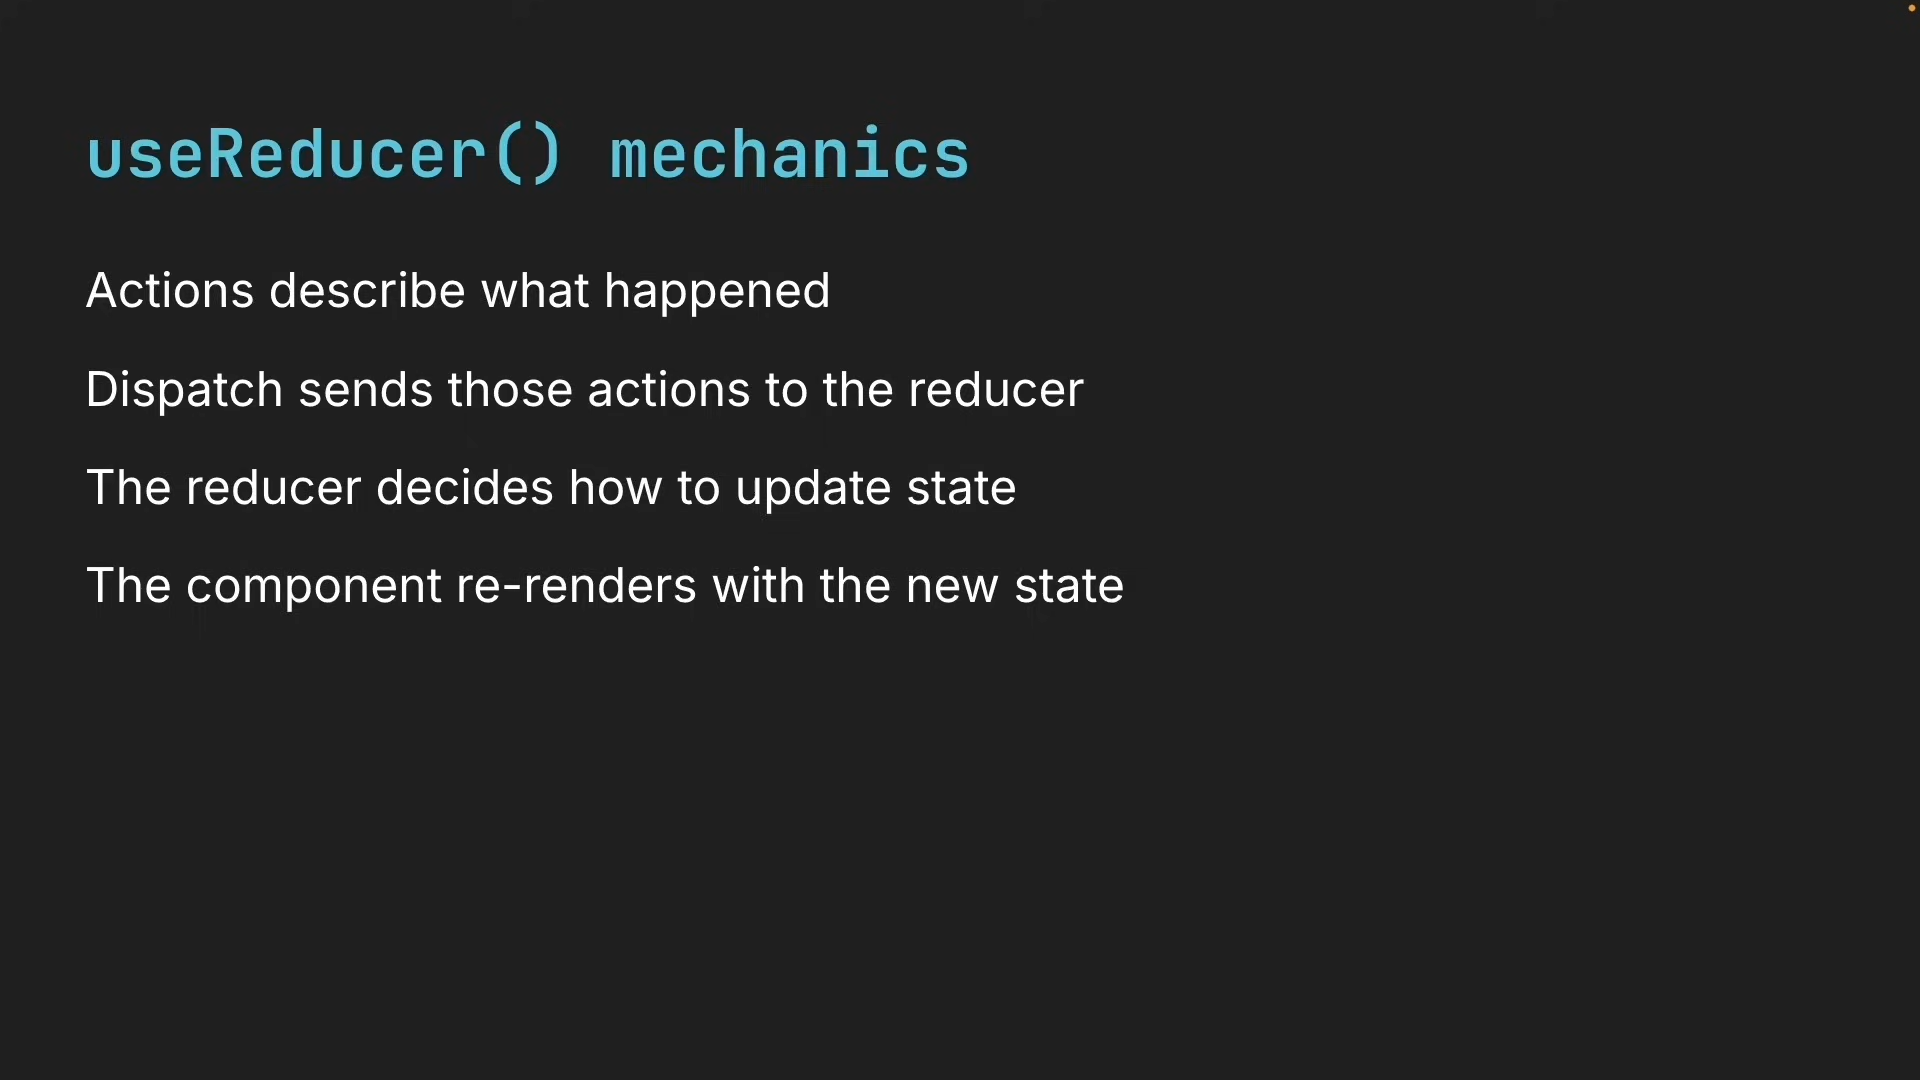 useReducer() mechanics
Actions describe what happened
Dispatch sends those actions to the reducer
The reducer decides how to update state
The component re-renders with the new state